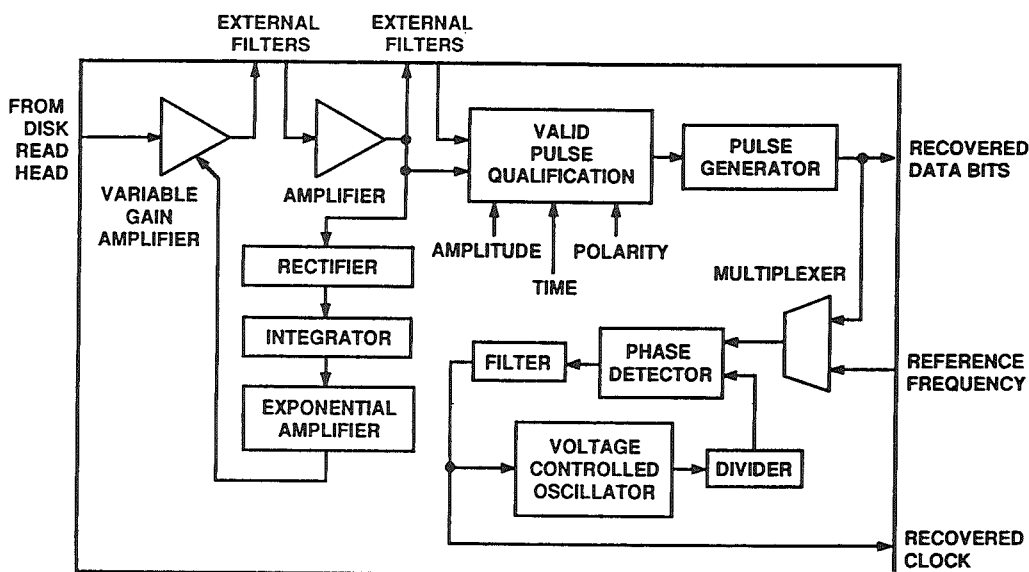 EXTERNAL
FILTERS
EXTERNAL
FILTERS
FROM
DISK
READ
HEAD
VARIABLE
GAIN
AMPLIFIER
AMPLIFIER
VALID
PULSE
QUALIFICATION
PULSE
GENERATOR
RECOVERED
DATA BITS
AMPLITUDE
TIME
POLARITY
RECTIFIER
INTEGRATOR
EXPONENTIAL
AMPLIFIER
MULTIPLEXER
FILTER
PHASE
DETECTOR
REFERENCE
FREQUENCY
VOLTAGE
CONTROLLED
OSCILLATOR
DIVIDER
RECOVERED
CLOCK